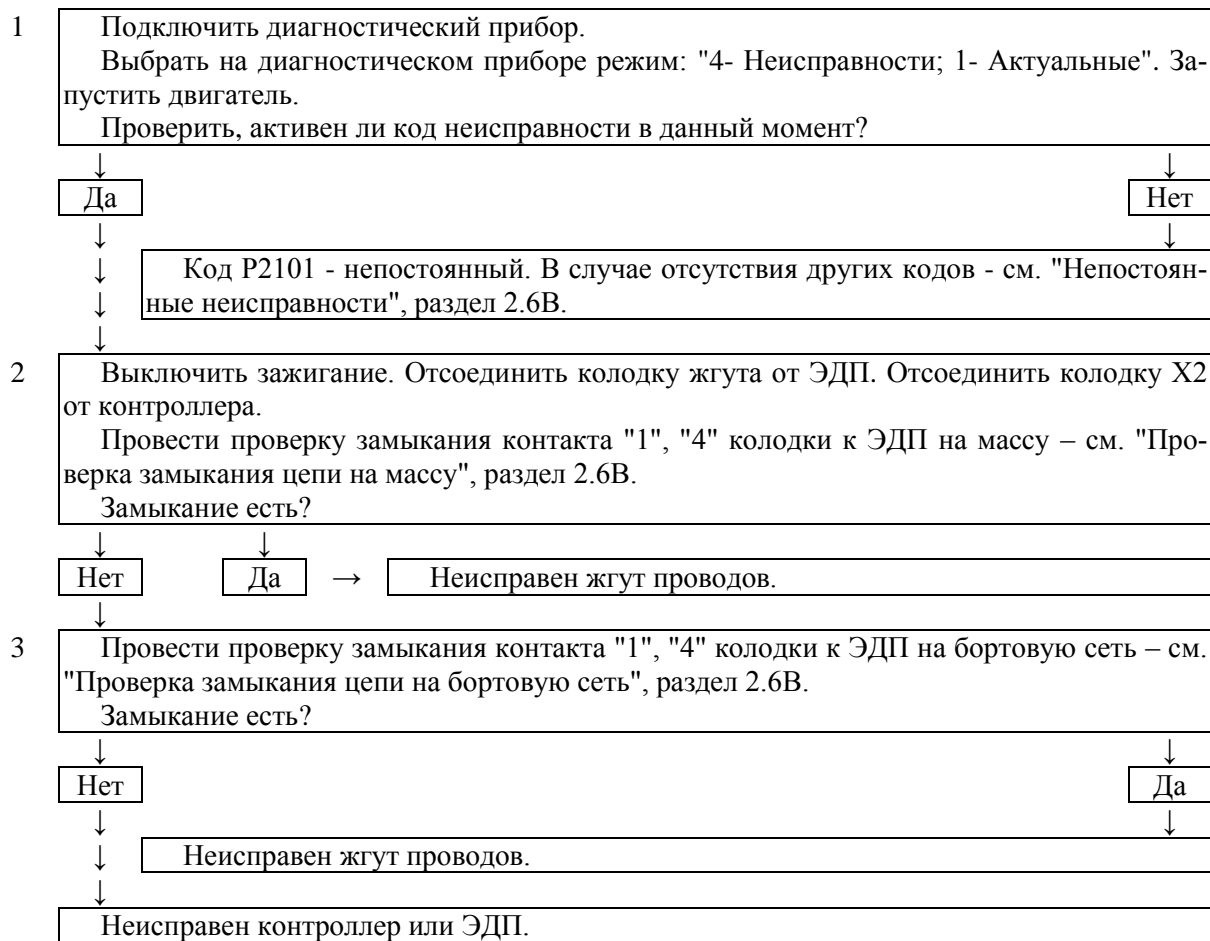 1 Подключить диагностический прибор.
Выбрать на диагностическом приборе режим: "4- Неисправности; 1- Актуальные". За-
пустить двигатель.
Проверить, активен ли код неисправности в данный момент?
↓ ↓
Да Нет
↓ ↓
↓ Код Р2101 - непостоянный. В случае отсутствия других кодов - см. "Непостоян-
↓ ные неисправности", раздел 2.6В.
↓
2 Выключить зажигание. Отсоединить колодку жгута от ЭДП. Отсоединить колодку Х2
от контроллера.
Провести проверку замыкания контакта "1", "4" колодки к ЭДП на массу – см. "Про-
верка замыкания цепи на массу", раздел 2.6В.
Замыкание есть?
↓ ↓
Нет Да → Неисправен жгут проводов.
↓
3 Провести проверку замыкания контакта "1", "4" колодки к ЭДП на бортовую сеть – см.
"Проверка замыкания цепи на бортовую сеть", раздел 2.6В.
Замыкание есть?
↓ ↓
Нет Да
↓ ↓
↓ Неисправен жгут проводов.
↓
Неисправен контроллер или ЭДП.